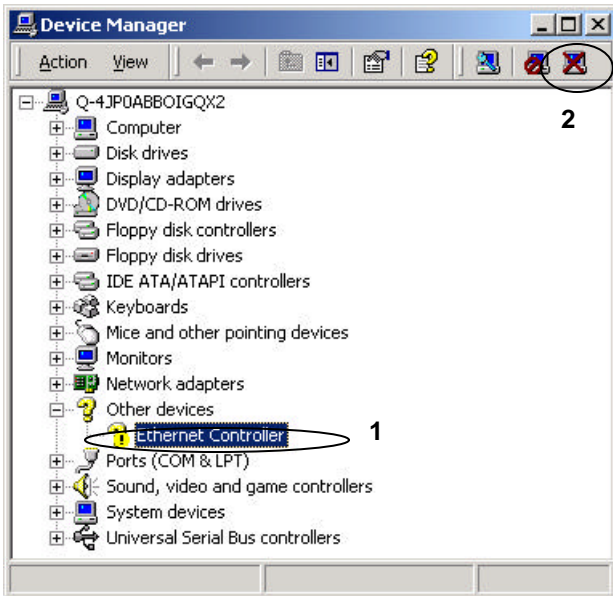 Device Manager
Action View
2
Q-4JP0ABBOIGQX2
Computer
Disk drives
Display adapters
DVD/CD-ROM drives
Floppy disk controllers
Floppy disk drives
IDE ATA/ATAPI controllers
Keyboards
Mice and other pointing devices
Monitors
Network adapters
Other devices
Ethernet Controller 1
Ports (COM & LPT)
Sound, video and game controllers
System devices
Universal Serial Bus controllers